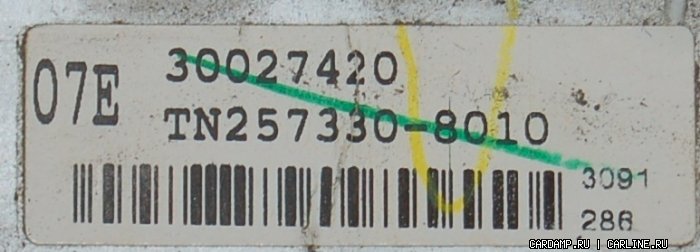 07E
30027420
TN257330-8010
3091
286
CARDAMP.RU | CARLINE.RU